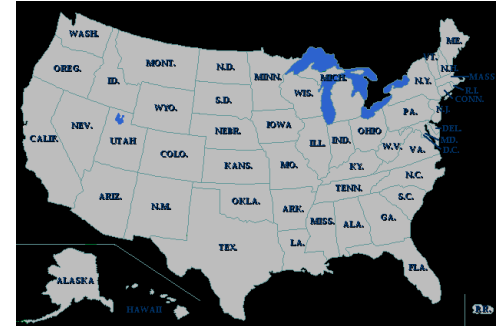 WASH.
ME.
MONT.
VT.
N.D.
OREG.
MINN.
N.H.
ID.
MICH.
MASS
N.Y.
WIS.
R.I.
S.D.
CONN.
WYO.
N.J.
PA.
NEV.
IOWA
NEBR.
OHIO
DEL.
CALIF.
UTAH
ILL.
IND.
MD.
W.V.
VA.
D.C.
COLO.
KANS.
MO.
KY.
N.C.
TENN.
ARIZ.
S.C.
OKLA.
N.M.
ARK.
GA.
MISS.
ALA.
LA.
TEX.
FLA.
ALASKA
HAWAII
P.R.